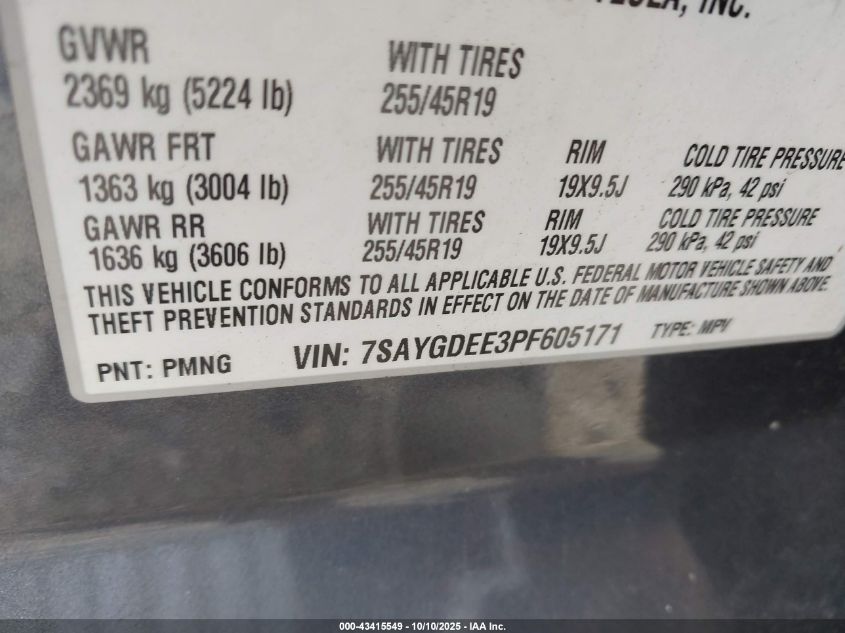 INC.
GVWR WITH TIRES
2369 kg (5224 lb) 255/45R19
GAWR FRT WITH TIRES RIM COLD TIRE PRESSURE
1363 kg (3004 lb) 255/45R19 19X9.5J 290 kPa, 42 psi
GAWR RR WITH TIRES RIM COLD TIRE PRESSURE
1636 kg (3606 lb) 255/45R19 19X9.5J 290 kPa, 42 psi
THIS VEHICLE CONFORMS TO ALL APPLICABLE U.S. FEDERAL MOTOR VEHICLE SAFETY AND
THEFT PREVENTION STANDARDS IN EFFECT ON THE DATE OF MANUFACTURE SHOWN ABOVE
PNT: PMNG VIN: 7SAYGDEE3PF605171 TYPE: MPV
000-43415549 - 10/10/2025 - IAA Inc.